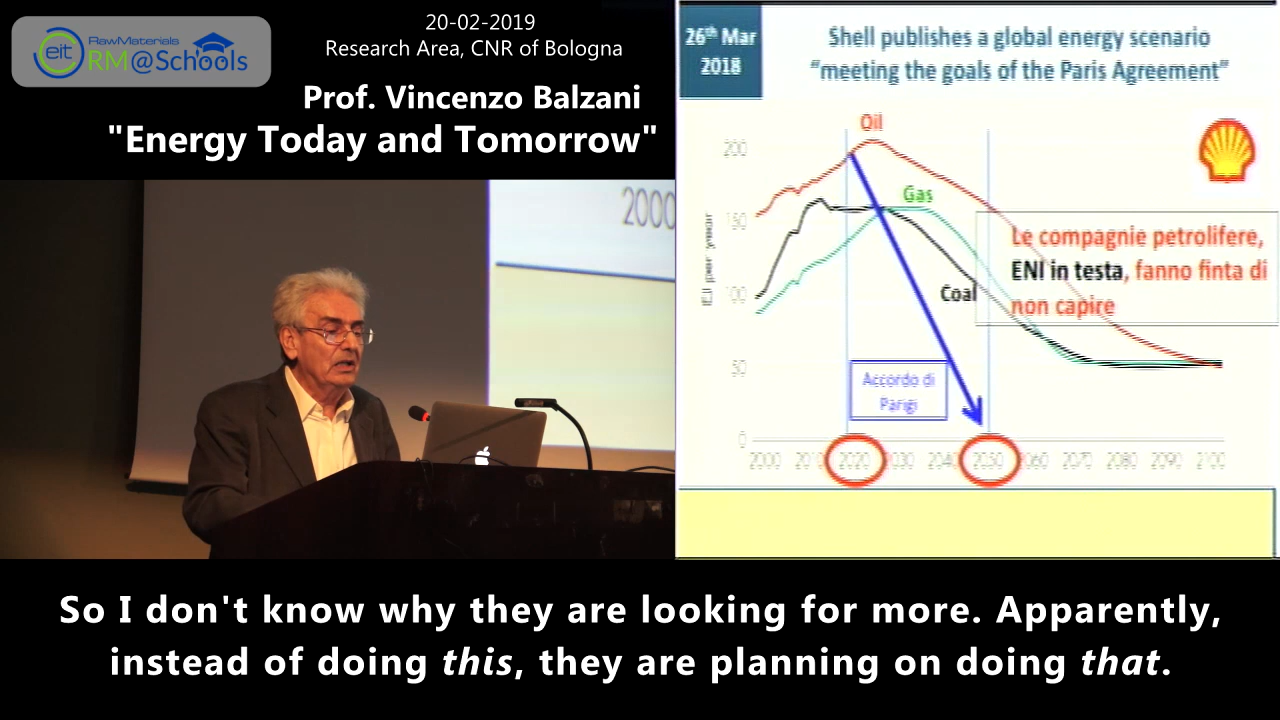 eit RawMaterials
RM@Schools
20-02-2019
Research Area, CNR of Bologna
Prof. Vincenzo Balzani
"Energy Today and Tomorrow"
2000
26th Mar
2018
Shell publishes a global energy scenario
“meeting the goals of the Paris Agreement”
Oil
200
Gas
150
EJ per year
Le compagnie petrolifere,
ENI in testa, fanno finta di
non capire
100
Coal
50
Accordo di
Parigi
0
2000 2010 2020 2030 2040 2050 2060 2070 2080 2090 2100
So I don't know why they are looking for more. Apparently,
instead of doing this, they are planning on doing that.